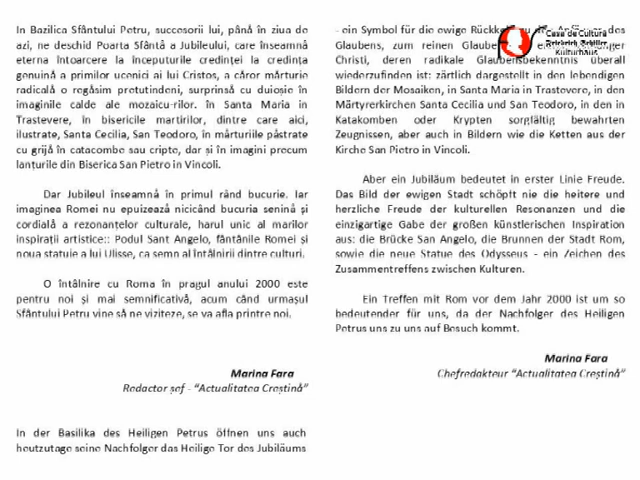 In Bazilica Sfântului Petru, succesorii lui, până în ziua de
azi, ne deschid Poarta Sfântă a Jubileului, care înseamnă
eterna întoarcere la începuturile credinței la credința
genuină a primilor ucenici ai lui Cristos, a căror mărturie
radicală o regăsim pretutindeni, surprinsă cu duioșie în
imaginile calde ale mozaicu-rilor. în Santa Maria in
Trastevere, în bisericile martirilor, dintre care aici,
ilustrate, Santa Cecilia, San Teodoro, în mărturiile păstrate
cu grijă în catacombe sau cripte, dar și în imagini precum
lanțurile din Biserica San Pietro in Vincoli.
Dar Jubileul înseamnă în primul rând bucurie. Iar
imaginea Romei nu epuizează nicicând bucuria senină și
cordială a rezonanțelor culturale, harul unic al marilor
inspirații artistice:: Podul Sant Angelo, fântânile Romei și
noua statuie a lui Ulisse, ca semn al întâlnirii dintre culturi.
O întâlnire cu Roma în pragul anului 2000 este
pentru noi și mai semnificativă, acum când urmașul
Sfântului Petru vine să ne viziteze, se va afla printre noi.
Marina Fara
Redactor șef - "Actualitatea Creștină"
In der Basilika des Heiligen Petrus öffnen uns auch
heutzutage seine Nachfolger das Heilige Tor des Jubiläums
- ein Symbol für die ewige Rückkehr des
Glaubens, zum reinen
Christi, deren radikale Glaubensbekenntnis überall
wiederzufinden ist: zärtlich dargestellt in den lebendigen
Bildern der Mosaiken, in Santa Maria in Trastevere, in den
Märtyrerkirchen Santa Cecilia und San Teodoro, in den in
Katakomben oder Krypten sorgfältig bewahrten
Zeugnissen, aber auch in Bildern wie die Ketten aus der
Kirche San Pietro in Vincoli.
Aber ein Jubiläum bedeutet in erster Linie Freude.
Das Bild der ewigen Stadt schöpft nie die heitere und
herzliche Freude der kulturellen Resonanzen und die
einzigartige Gabe der großen künstlerischen Inspiration
aus: die Brücke San Angelo, die Brunnen der Stadt Rom,
sowie die neue Statue des Odysseus - ein Zeichen des
Zusammentreffens zwischen Kulturen.
Ein Treffen mit Rom vor dem Jahr 2000 ist um so
bedeutender für uns, da der Nachfolger des Heiligen
Petrus uns zu uns auf Besuch kommt.
Marina Fara
Chefredakteur "Actualitatea Creștină"
Casa de Cultură
Friedrich Schiller
Kulturhaus